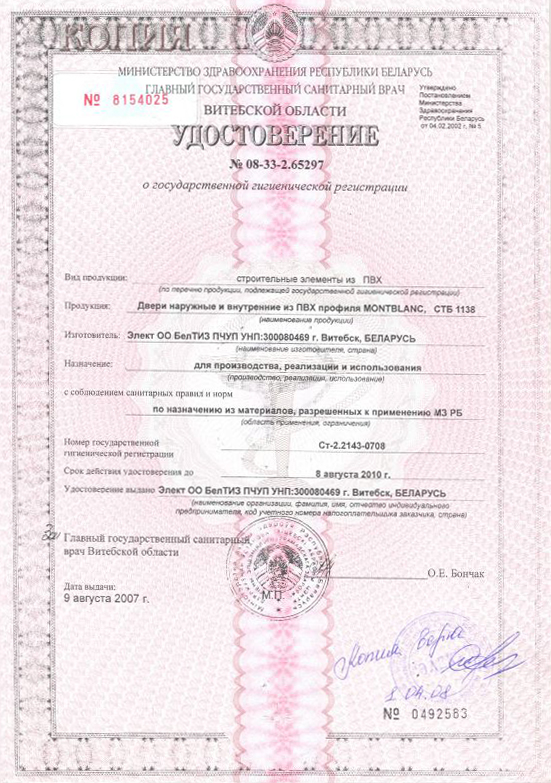 КОПИЯ
МИНИСТЕРСТВО ЗДРАВООХРАНЕНИЯ РЕСПУБЛИКИ БЕЛАРУСЬ
ГЛАВНЫЙ ГОСУДАРСТВЕННЫЙ САНИТАРНЫЙ ВРАЧ
Утверждено
Постановлением
Министерства
Здравоохранения
Республики Беларусь
от 04.02.2002 г. № 5
№ 8154025
ВИТЕБСКОЙ ОБЛАСТИ
УДОСТОВЕРЕНИЕ
№ 08-33-2.65297
о государственной гигиенической регистрации
Вид продукции: строительные элементы из ПВХ
(по перечню продукции, подлежащей государственной гигиенической регистрации)
Продукция: Двери наружные и внутренние из ПВХ профиля MONTBLANC, СТБ 1138
(наименование продукции)
Изготовитель: Элект ОО БелТИЗ ПЧУП УНП:300080469 г. Витебск, БЕЛАРУСЬ
(наименование изготовителя, страна)
Назначение: для производства, реализации и использования
(производство, реализация, использование)
с соблюдением санитарных правил и норм
по назначению из материалов, разрешенных к применению МЗ РБ
(область применения, ограничения)
Номер государственной
гигиенической регистрации Ст-2.2143-0708
Срок действия удостоверения до 8 августа 2010 г.
Удостоверение выдано Элект ОО БелТИЗ ПЧУП УНП:300080469 г. Витебск, БЕЛАРУСЬ
(наименование организации, фамилия, имя, отчество индивидуального
предпринимателя, код учетного номера налогоплательщика заказчика, страна)
За Главный государственный санитарный
врач Витебской области
О.Е. Бончак
М.П.
Дата выдачи:
9 августа 2007 г.
Копия верна
8.04.08
№ 0492583